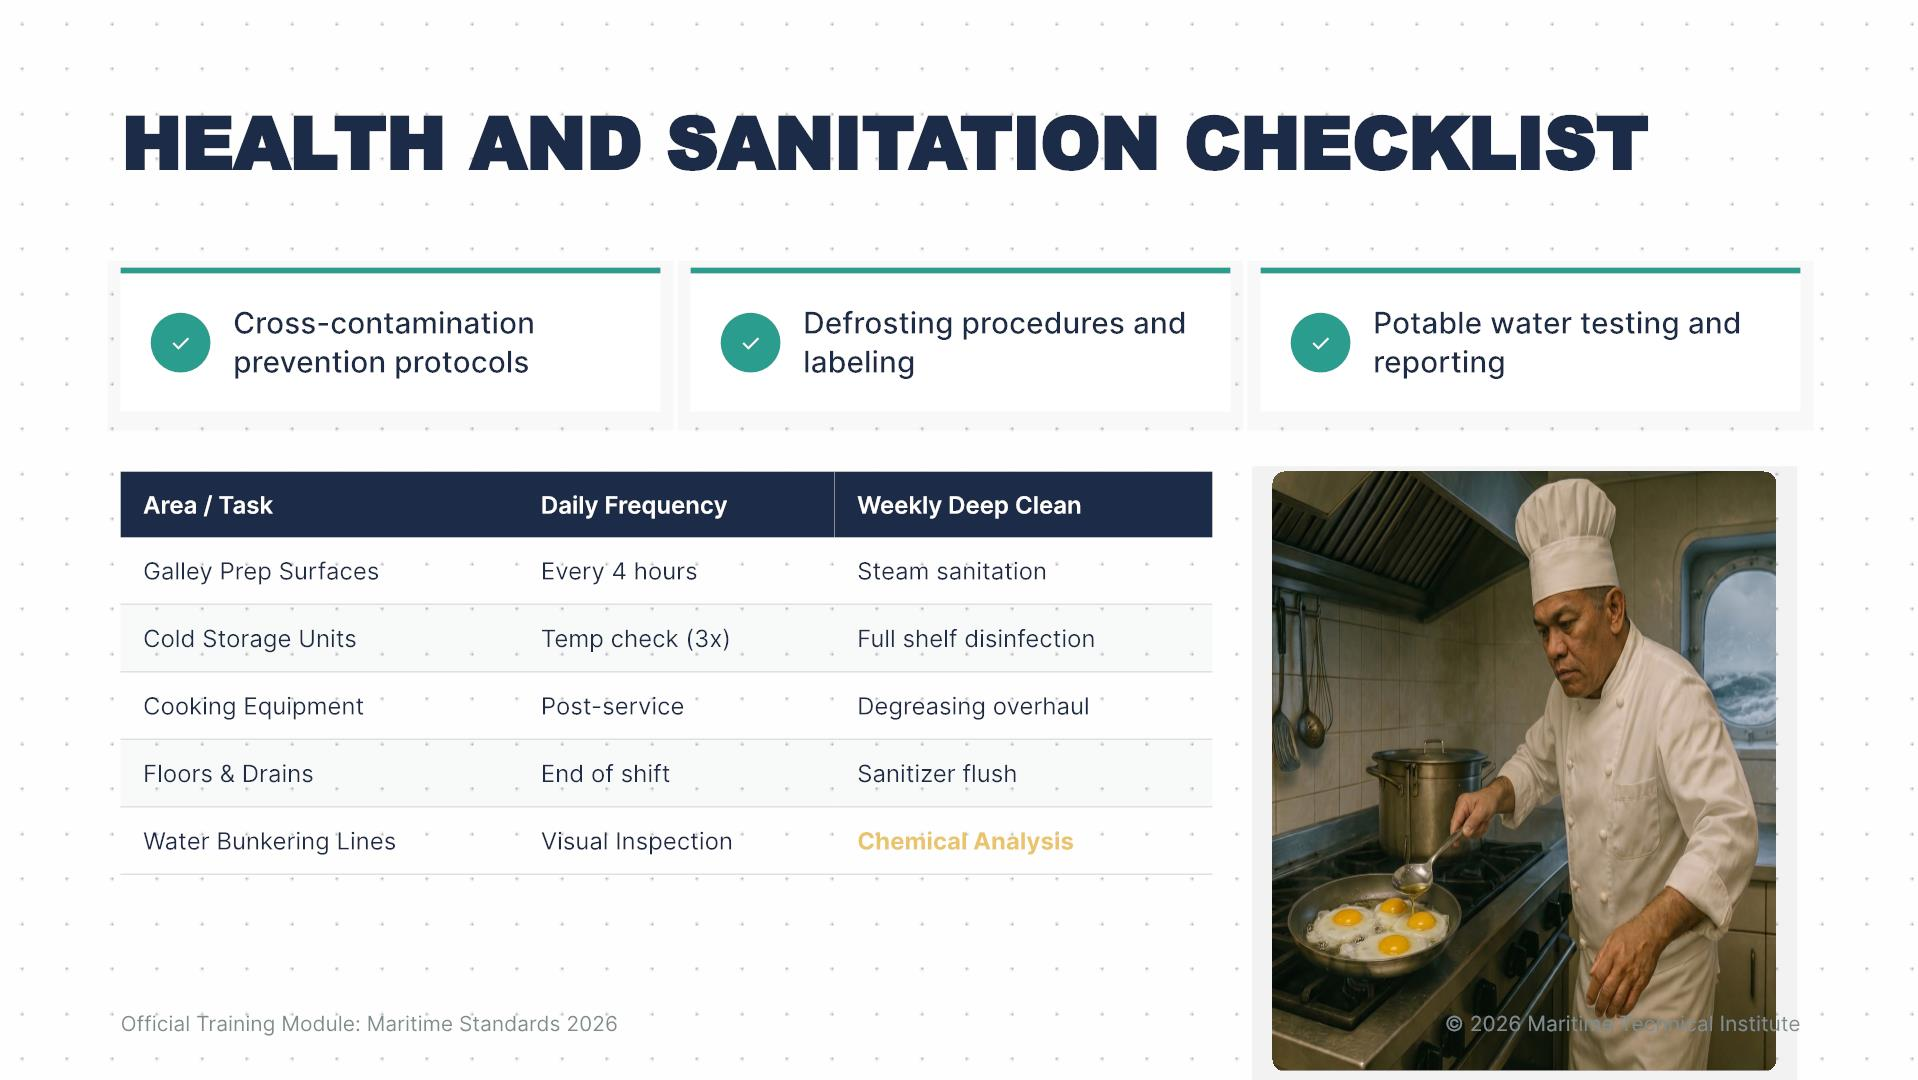 HEALTH AND SANITATION CHECKLIST
Cross-contamination
prevention protocols
Defrosting procedures and
labeling
Potable water testing and
reporting
Area / Task Daily Frequency Weekly Deep Clean
Galley Prep Surfaces Every 4 hours Steam sanitation
Cold Storage Units Temp check (3x) Full shelf disinfection
Cooking Equipment Post-service Degreasing overhaul
Floors & Drains End of shift Sanitizer flush
Water Bunkering Lines Visual Inspection Chemical Analysis
Official Training Module: Maritime Standards 2026
© 2026 Maritime Technical Institute